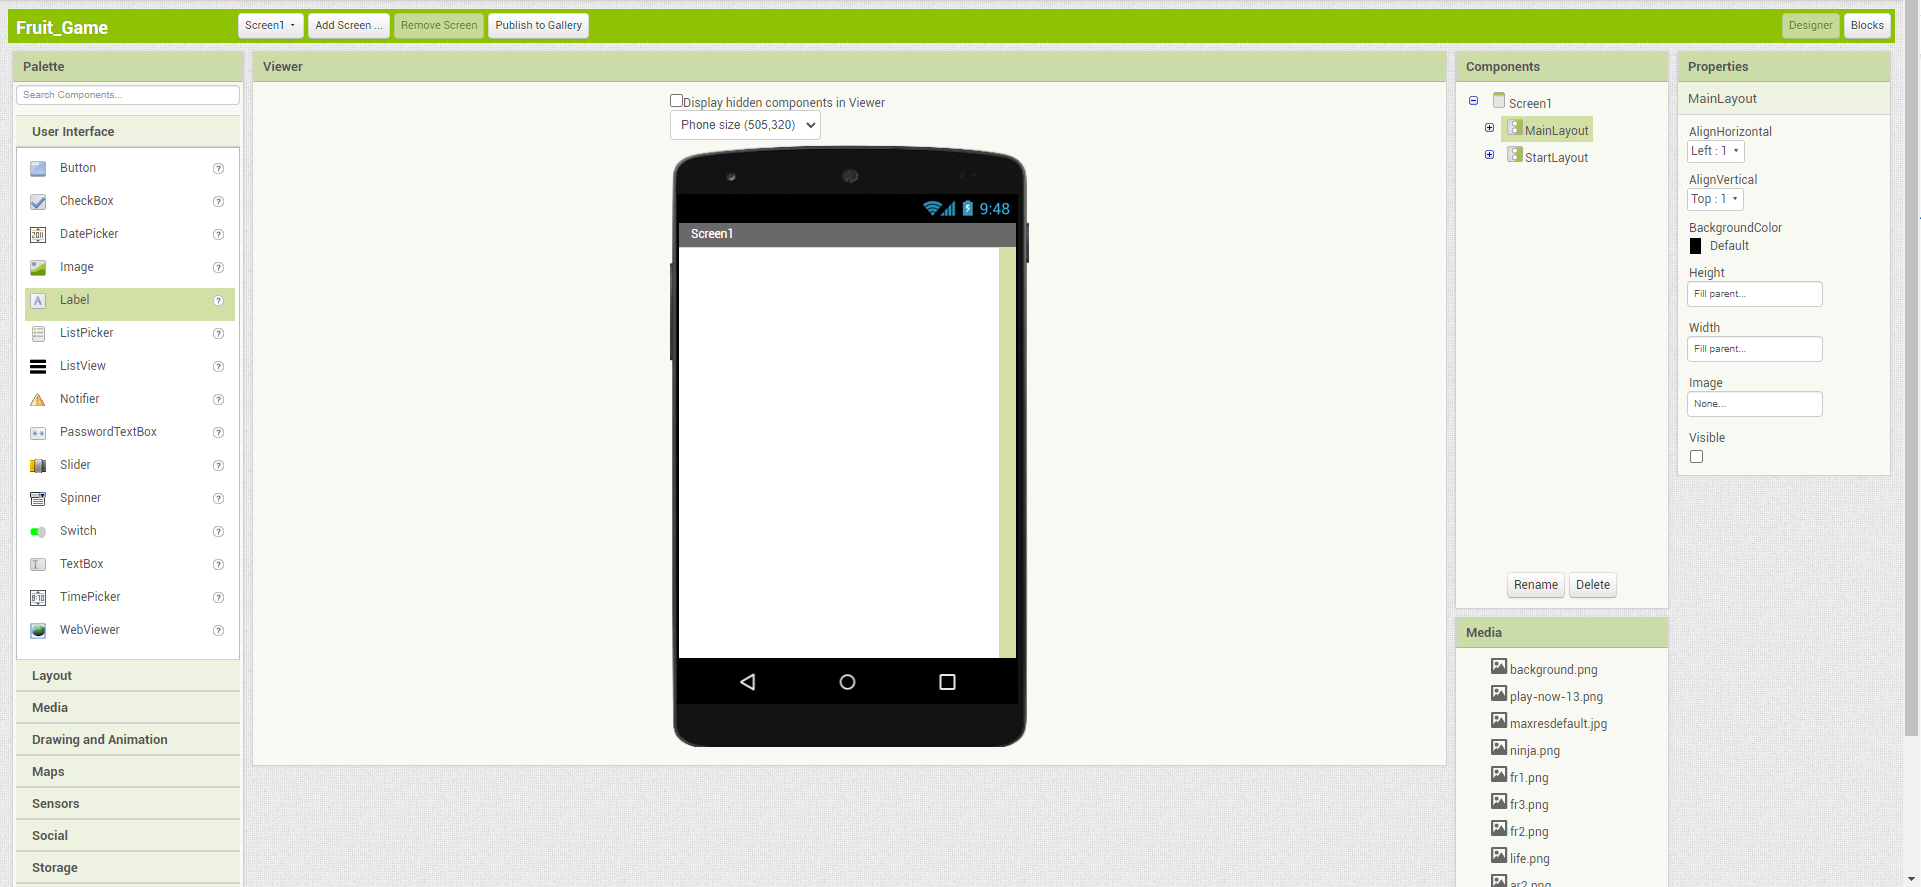 Fruit_Game
Screen1
Add Screen ...
Remove Screen
Publish to Gallery
Designer
Blocks
Palette
Search Components...
User Interface
Button
CheckBox
DatePicker
Image
Label
ListPicker
ListView
Notifier
PasswordTextBox
Slider
Spinner
Switch
TextBox
TimePicker
WebViewer
Layout
Media
Drawing and Animation
Maps
Sensors
Social
Storage
Viewer
Display hidden components in Viewer
Phone size (505,320)
9:48
Screen1
Components
Screen1
MainLayout
StartLayout
Rename
Delete
Media
background.png
play-now-13.png
maxresdefault.jpg
ninja.png
fr1.png
fr3.png
fr2.png
life.png
ar2.png
Properties
MainLayout
AlignHorizontal
Left : 1
AlignVertical
Top : 1
BackgroundColor
Default
Height
Fill parent...
Width
Fill parent...
Image
None...
Visible